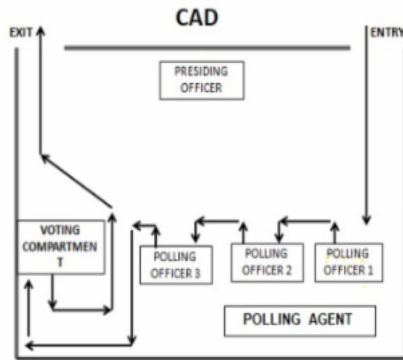 CAD
EXIT
ENTRY
PRESIDING
OFFICER
VOTING
COMPARTMEN
T
POLLING
OFFICER 3
POLLING
OFFICER 2
POLLING
OFFICER 1
POLLING AGENT